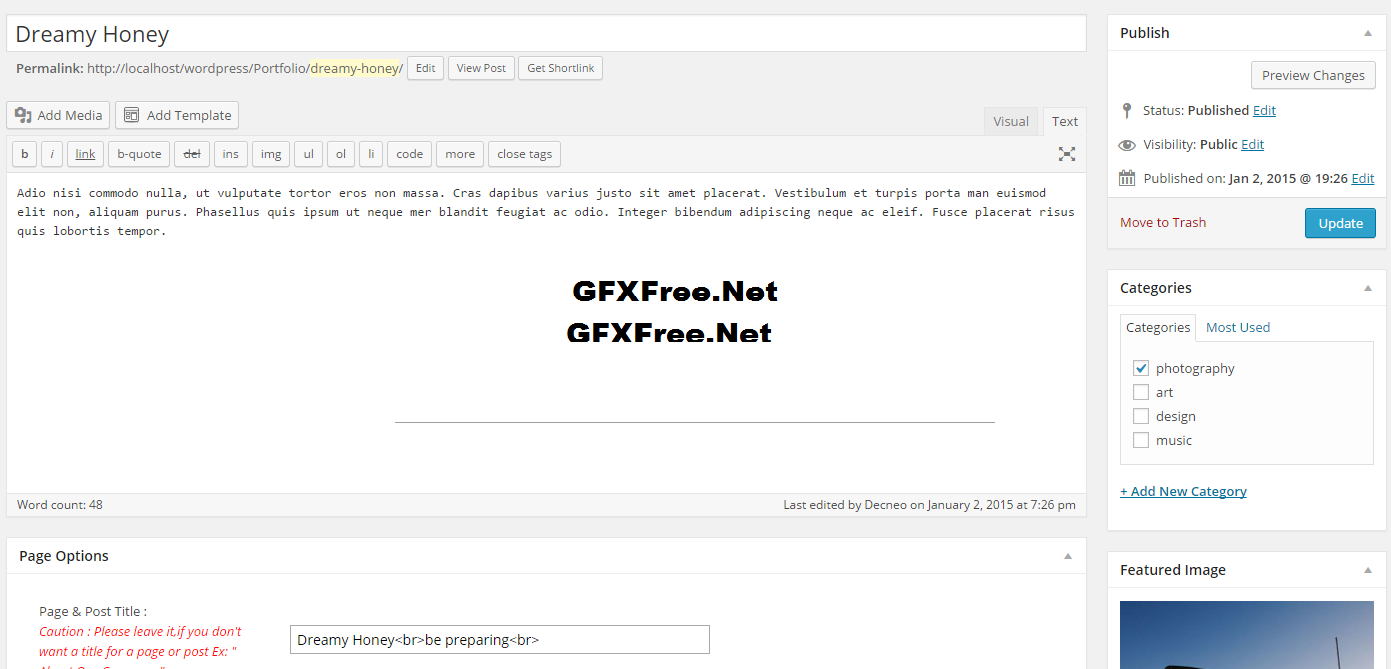 Dreamy Honey
Permalink: http://localhost/wordpress/Portfolio/dreamy-honey/ Edit View Post Get Shortlink
Add Media Add Template
Visual Text
b i link b-quote del ins img ul ol li code more close tags
Adio nisi commodo nulla, ut vulputate tortor eros non massa. Cras dapibus varius justo sit amet placerat. Vestibulum et turpis porta man euismod
elit non, aliquam purus. Phasellus quis ipsum ut neque mer blandit feugiat ac odio. Integer bibendum adipiscing neque ac eleif. Fusce placerat risus
quis lobortis tempor.
GFXFree.Net
GFXFree.Net
Word count: 48
Last edited by Decneo on January 2, 2015 at 7:26 pm
Page Options
Page & Post Title :
Caution : Please leave it,if you don't
want a title for a page or post Ex: "
Dreamy Honey<br>be preparing<br>
Publish
Preview Changes
Status: Published Edit
Visibility: Public Edit
Published on: Jan 2, 2015 @ 19:26 Edit
Move to Trash
Update
Categories
Categories Most Used
photography
art
design
music
+ Add New Category
Featured Image